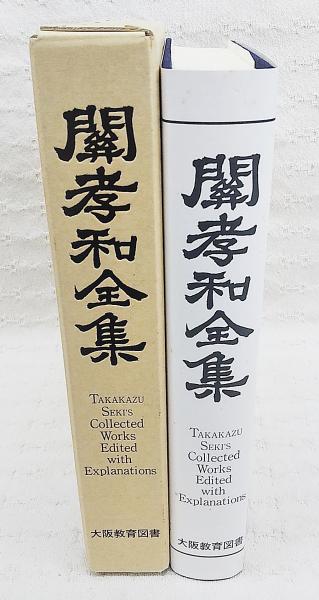 關孝和全集
TAKAKAZU
SEKI'S
Collected
Works
Edited
with
Explanations
大阪教育図書
關孝和全集
TAKAKAZU
SEKI'S
Collected
Works
Edited
with
Explanations
大阪教育図書